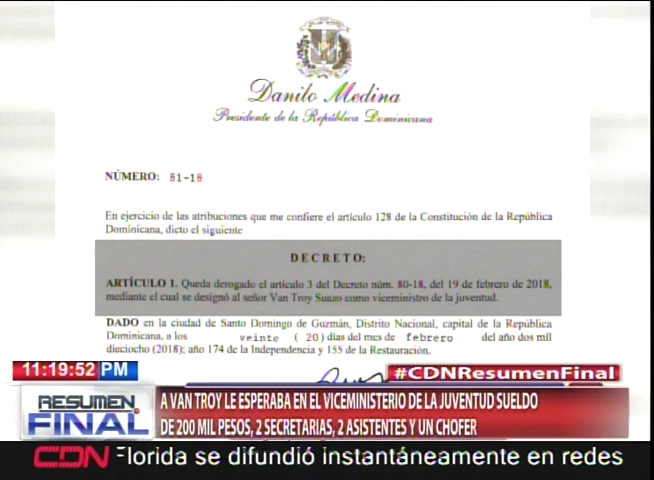 Danilo Medina
Presidente de la República Dominicana
NÚMERO: 81-18
En ejercicio de las atribuciones que me confiere el artículo 128 de la Constitución de la República
Dominicana, dicto el siguiente
DECRETO:
ARTÍCULO 1. Queda derogado el artículo 3 del Decreto núm. 80-18, del 19 de febrero de 2018,
mediante el cual se designó al señor Van Troy Suazo como viceministro de la juventud.
DADO en la ciudad de Santo Domingo de Guzmán, Distrito Nacional, capital de la República
Dominicana, a los veinte ( 20) días del mes de febrero del año dos mil
dieciocho (2018); año 174 de la Independencia y 155 de la Restauración.
11:19:52 PM
#CDNResumenFinal
RESUMEN
FINAL
A VAN TROY LE ESPERABA EN EL VICEMINISTERIO DE LA JUVENTUD SUELDO
DE 200 MIL PESOS, 2 SECRETARIAS, 2 ASISTENTES Y UN CHOFER
CDN Florida se difundió instantáneamente en redes